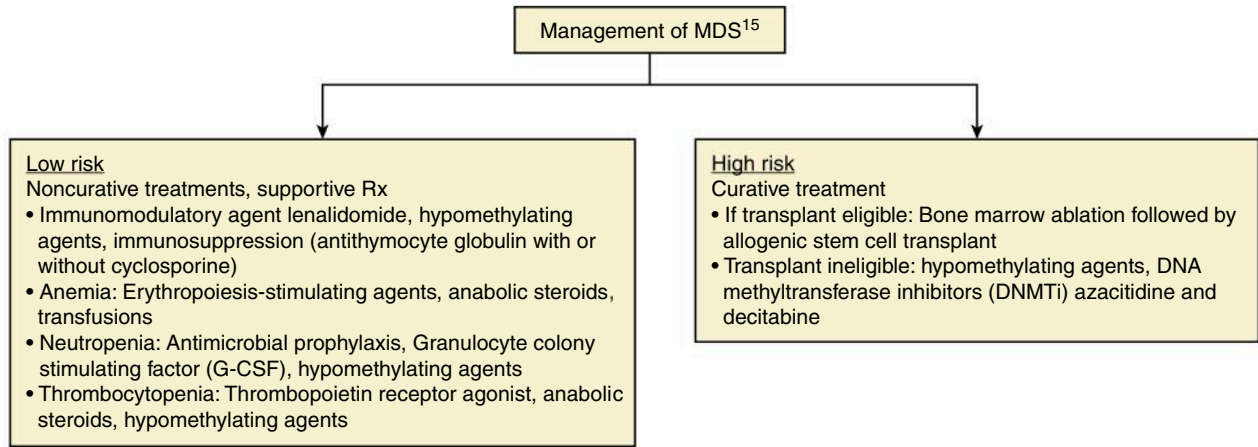 Management of MDS15
Low risk
Noncurative treatments, supportive Rx
• Immunomodulatory agent lenalidomide, hypomethylating
agents, immunosuppression (antithymocyte globulin with or
without cyclosporine)
• Anemia: Erythropoiesis-stimulating agents, anabolic steroids,
transfusions
• Neutropenia: Antimicrobial prophylaxis, Granulocyte colony
stimulating factor (G-CSF), hypomethylating agents
• Thrombocytopenia: Thrombopoietin receptor agonist, anabolic
steroids, hypomethylating agents
High risk
Curative treatment
• If transplant eligible: Bone marrow ablation followed by
allogenic stem cell transplant
• Transplant ineligible: hypomethylating agents, DNA
methyltransferase inhibitors (DNMTi) azacitidine and
decitabine